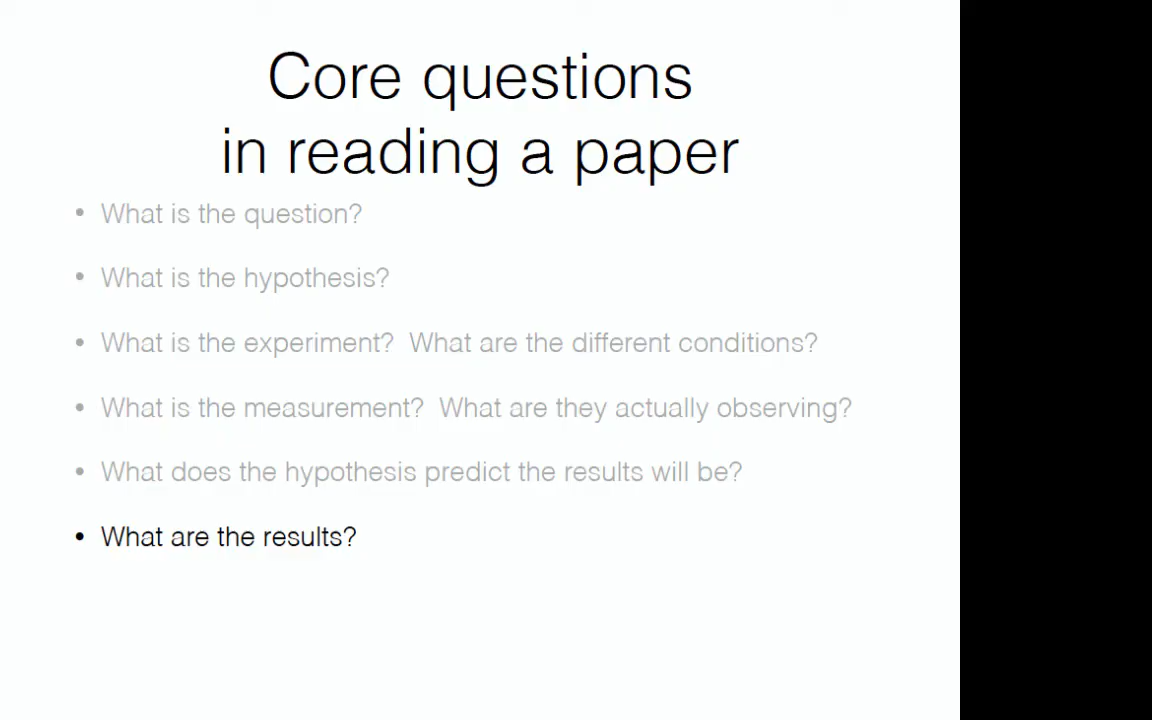 Core questions
in reading a paper
• What is the question?
• What is the hypothesis?
• What is the experiment?  What are the different conditions?
• What is the measurement?  What are they actually observing?
• What does the hypothesis predict the results will be?
• What are the results?